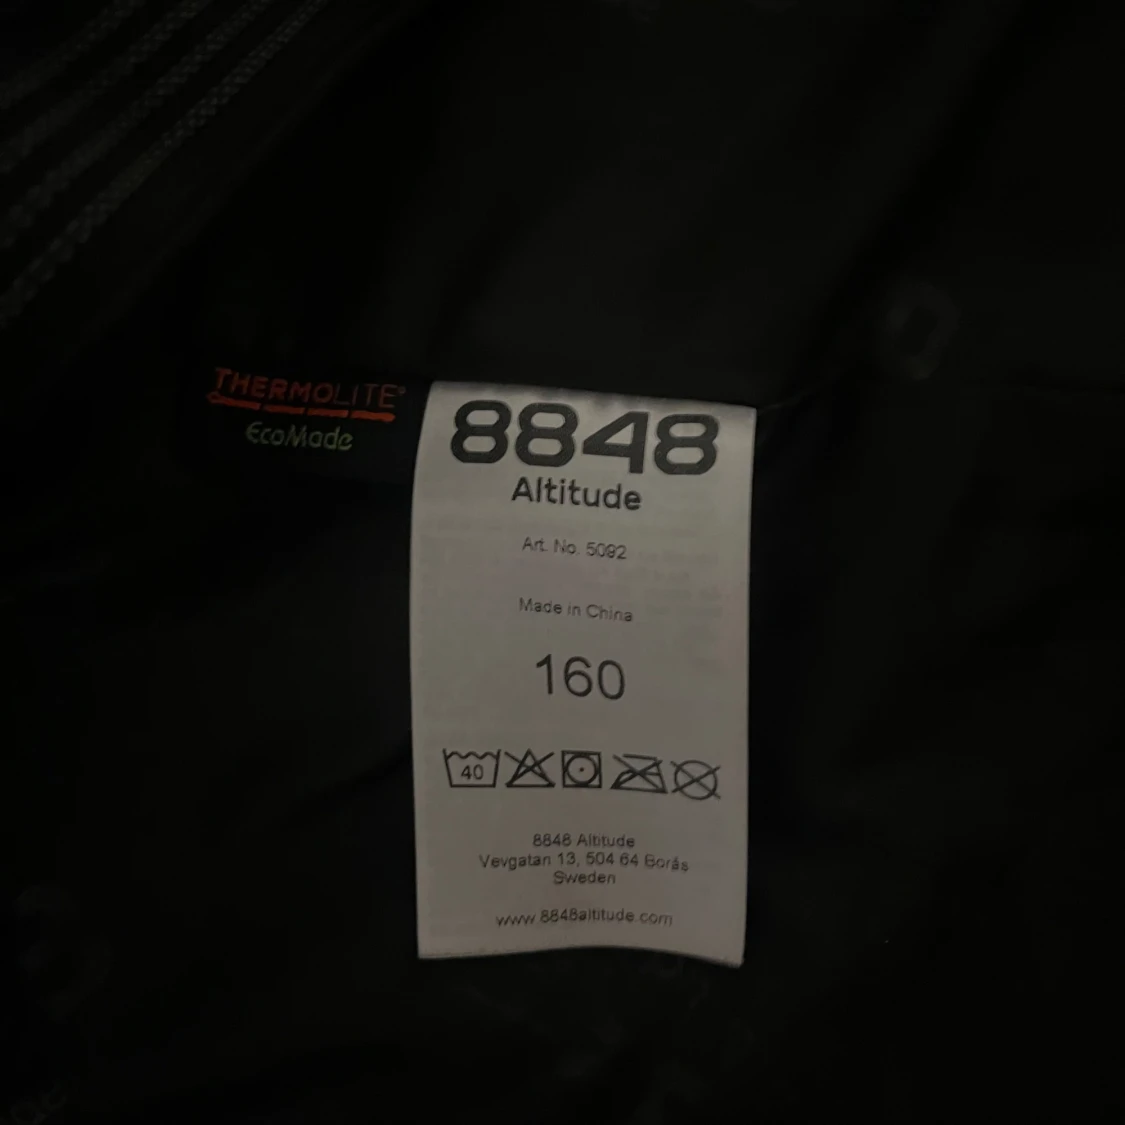 THERMOLITE®
EcoMade
8848
Altitude
Art. No. 5092
Made in China
160
40
8848 Altitude
Vevgatan 13, 504 64 Borås
Sweden
www.8848altitude.com